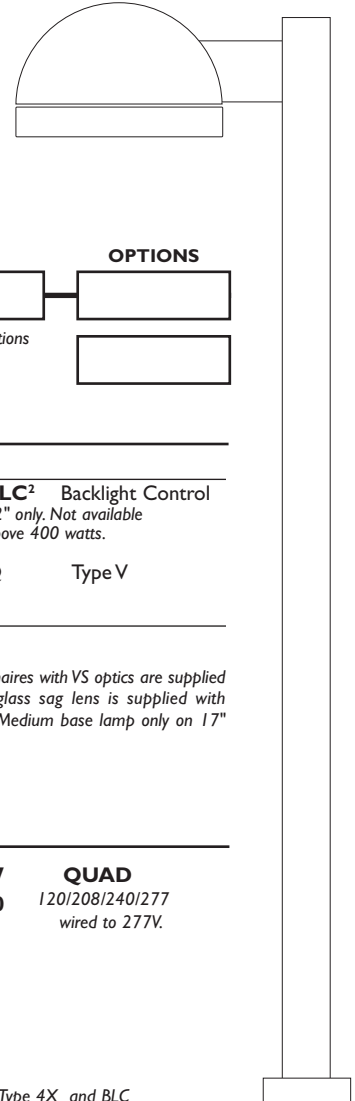 OPTIONS
tions
LC² Backlight Control
2" only. Not available
ove 400 watts.
Type V
naires with VS optics are supplied
glass sag lens is supplied with
Medium base lamp only on 17"
QUAD
120/208/240/277
wired to 277V.
Type 4X and BLC